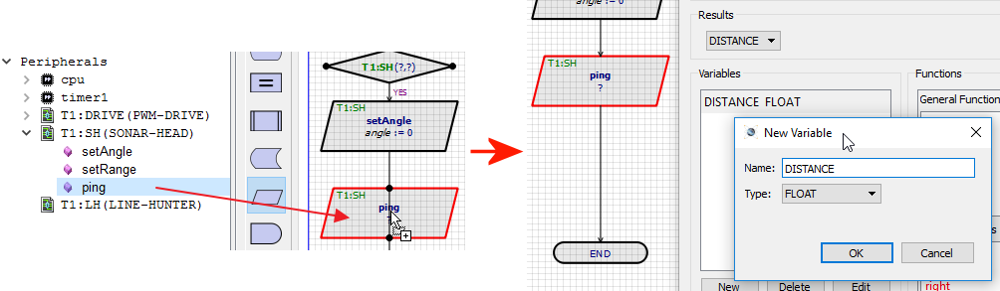 Peripherals
cpu
timer1
T1:DRIVE(PWM-DRIVE)
T1:SH(SONAR-HEAD)
setAngle
setRange
ping
T1:LH(LINE-HUNTER)
T1:SH(?,?)
YES
T1:SH
setAngle
angle := 0
T1:SH
ping
angle := 0
T1:SH
ping
?
END
Results
DISTANCE
Variables
Functions
DISTANCE FLOAT
General Function
New Variable
Name: DISTANCE
Type: FLOAT
OK
Cancel
New
Delete
Edit
right